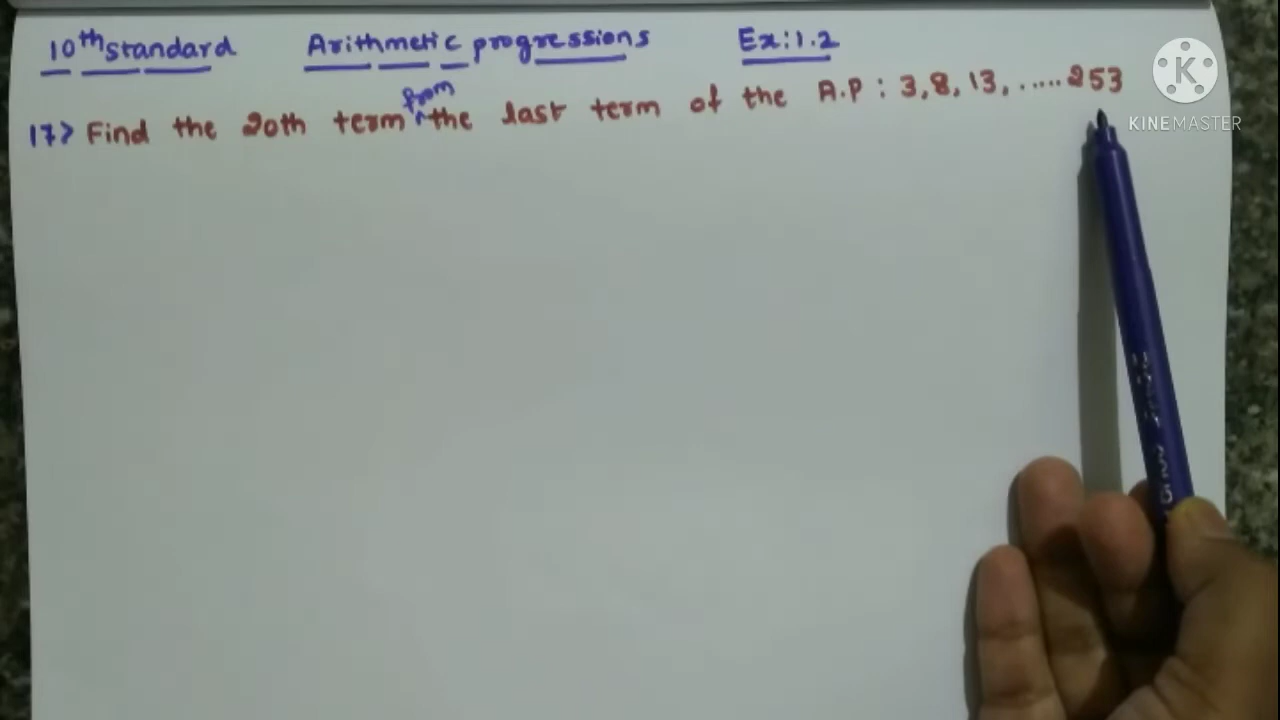 10th standard Arithmetic progressions Ex:1.2
17> Find the 20th term from the last term of the A.P : 3, 8, 13, ..... 253
K
KINEMASTER